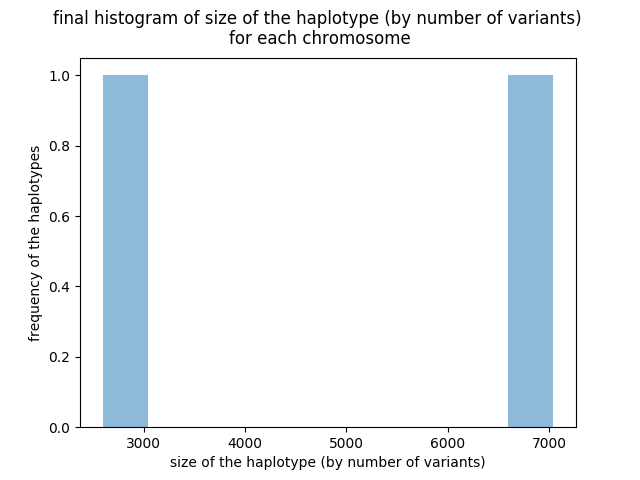 final histogram of size of the haplotype (by number of variants)
for each chromosome
frequency of the haplotypes
1.0
0.8
0.6
0.4
0.2
0.0
3000 4000 5000 6000 7000
size of the haplotype (by number of variants)